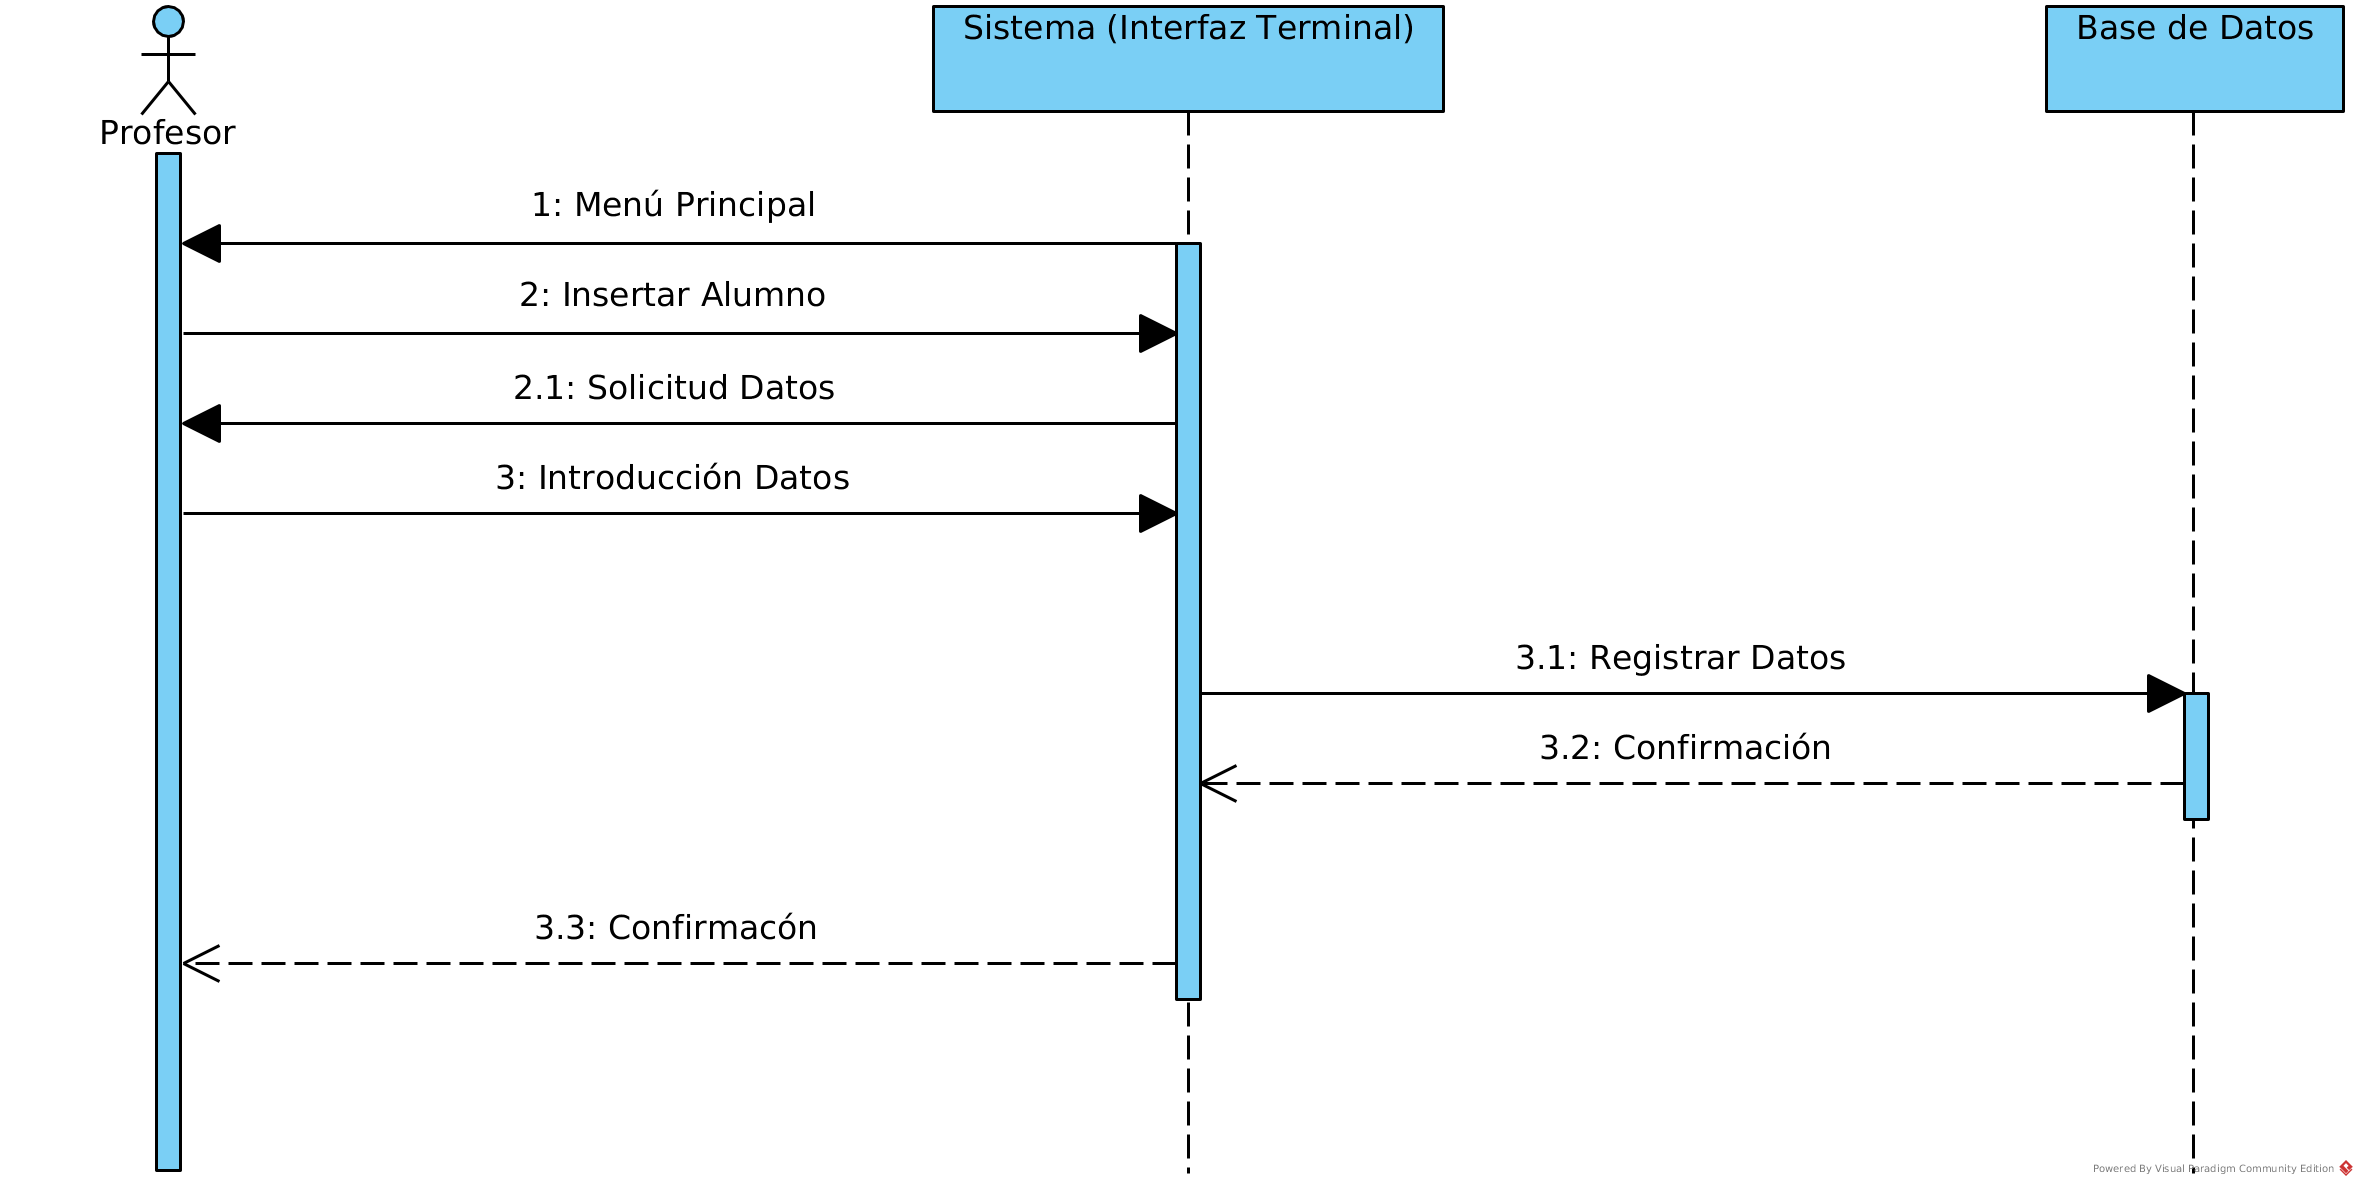 Sistema (Interfaz Terminal)
Base de Datos
Profesor
1: Menú Principal
2: Insertar Alumno
2.1: Solicitud Datos
3: Introducción Datos
3.1: Registrar Datos
3.2: Confirmación
3.3: Confirmacón
Powered By Visual Paradigm Community Edition